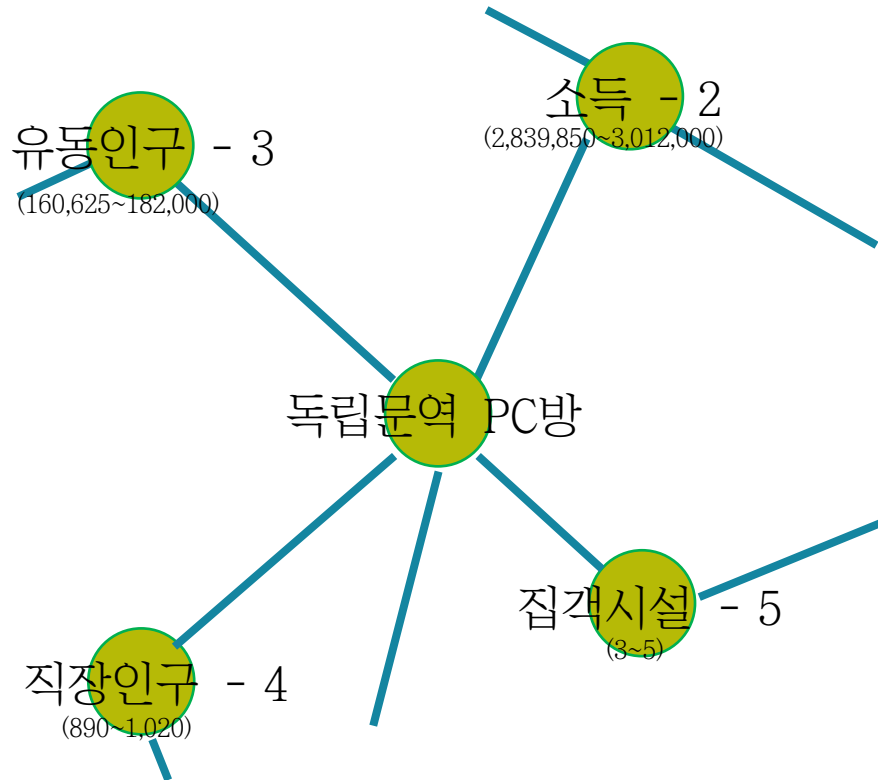 소득 - 2
(2,839,850~3,012,000)
유동인구 - 3
(160,625~182,000)
독립문역 PC방
집객시설 - 5
(3~5)
직장인구 - 4
(890~1,020)